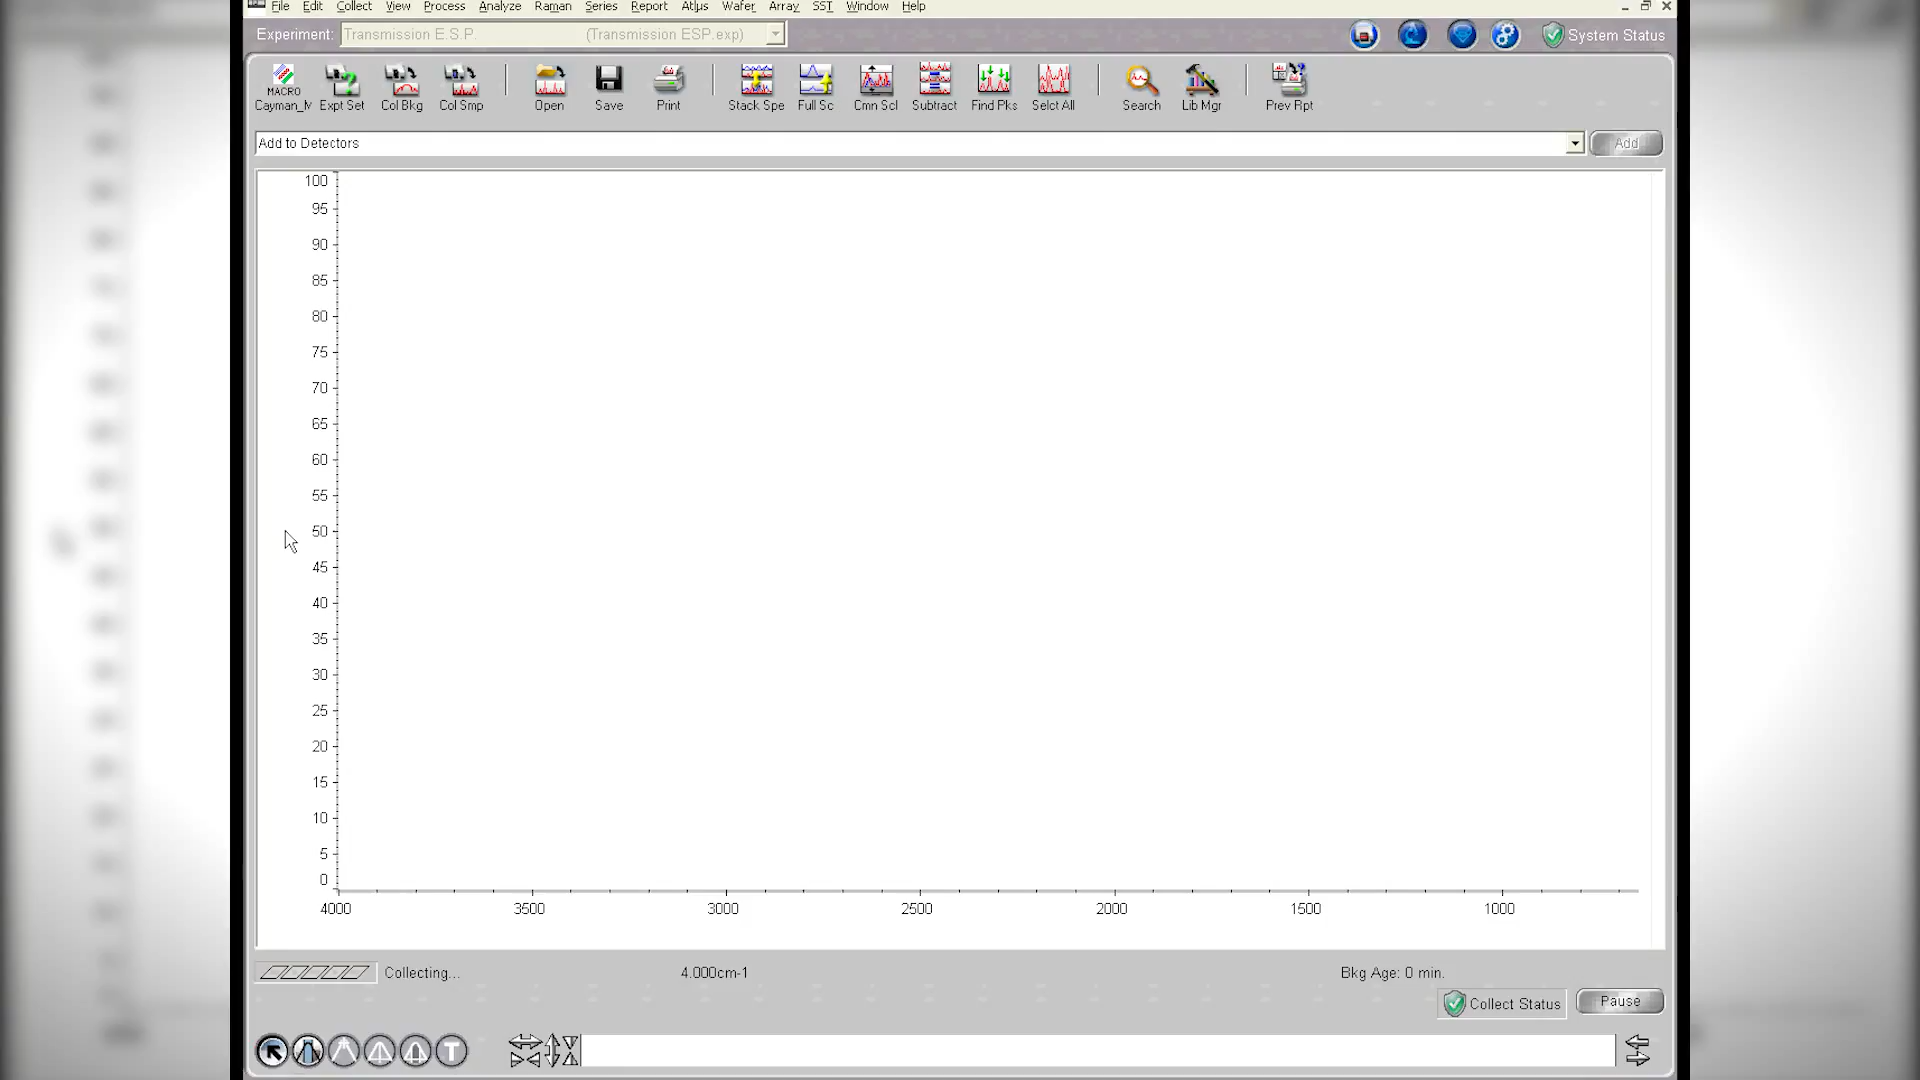 File Edit Collect View Process Analyze Raman Series Report Atlµs Wafer Array SST Window Help
Experiment: Transmission E.S.P. (Transmission ESP.exp) System Status
MACRO
Cayman_M Expt Set Col Bkg Col Smp Open Save Print Stack Spe Full Sc Cmn Scl Subtract Find Pks Selct All Search Lib Mgr Prev Rpt
Add to Detectors Add
100
95
90
85
80
75
70
65
60
55
50
45
40
35
30
25
20
15
10
5
0
4000 3500 3000 2500 2000 1500 1000
Collecting... 4.000cm-1 Bkg Age: 0 min.
Collect Status Pause
T